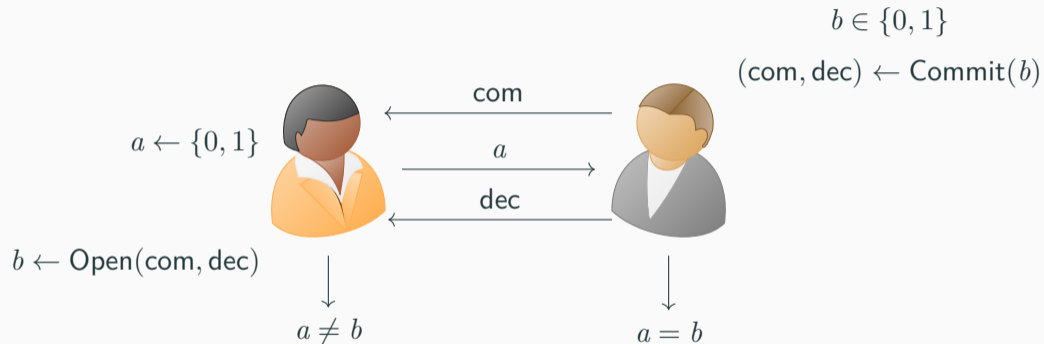 b ∈ {0, 1}
(com, dec) ← Commit(b)
com
a ← {0, 1}
a
dec
b ← Open(com, dec)
a ≠ b
a = b